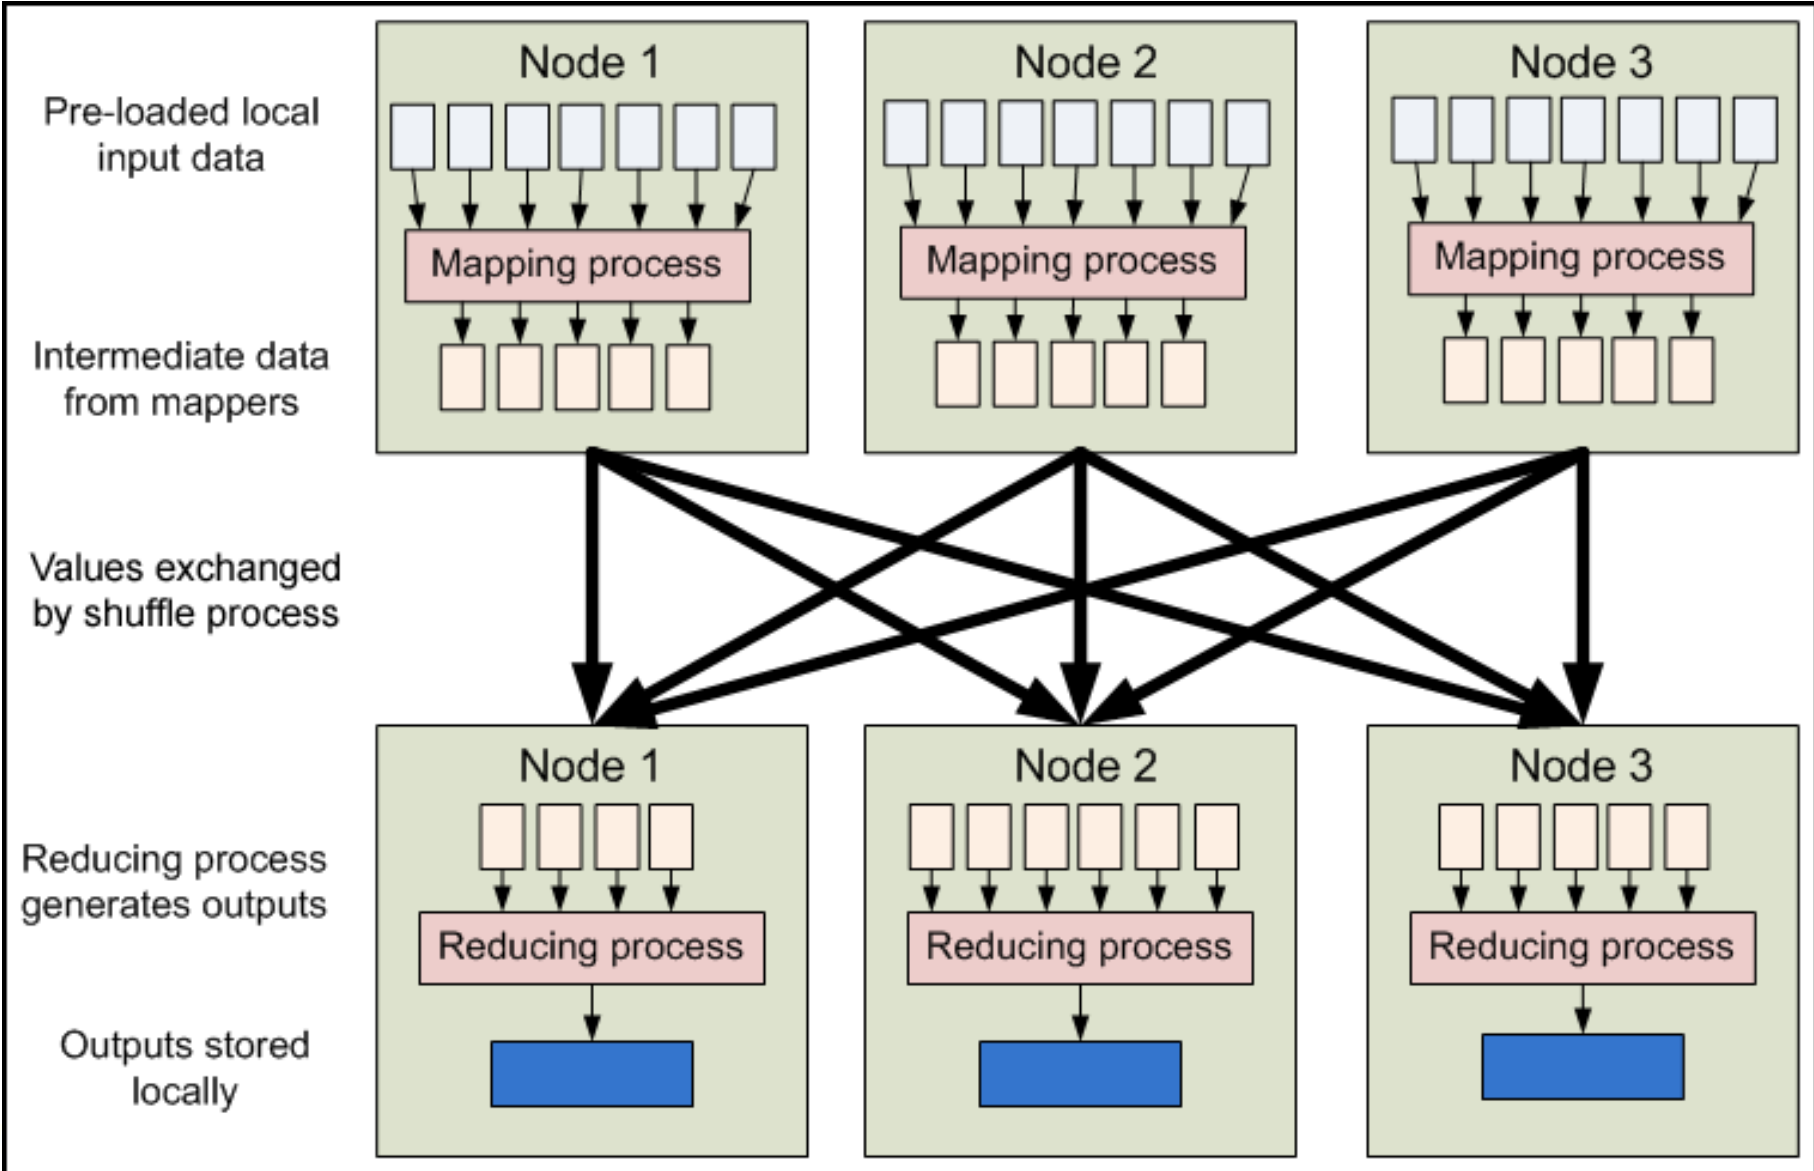 Node 1
Node 2
Node 3
Pre-loaded local
input data
Mapping process
Mapping process
Mapping process
Intermediate data
from mappers
Values exchanged
by shuffle process
Node 1
Node 2
Node 3
Reducing process
generates outputs
Reducing process
Reducing process
Reducing process
Outputs stored
locally